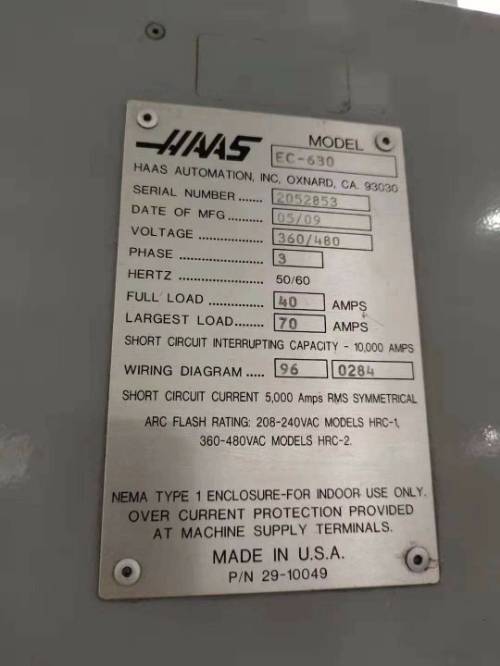 HAAS MODEL EC-630
HAAS AUTOMATION, INC, OXNARD, CA. 93030
SERIAL NUMBER ....... 2052853
DATE OF MFG ......... 05/09
VOLTAGE ................ 360/480
PHASE .................... 3
HERTZ .................... 50/60
FULL LOAD ............. 40 AMPS
LARGEST LOAD........ 70 AMPS
SHORT CIRCUIT INTERRUPTING CAPACITY - 10,000 AMPS
WIRING DIAGRAM ..... 96 0284
SHORT CIRCUIT CURRENT 5,000 Amps RMS SYMMETRICAL
ARC FLASH RATING: 208-240VAC MODELS HRC-1,
360-480VAC MODELS HRC-2.
NEMA TYPE 1 ENCLOSURE-FOR INDOOR USE ONLY.
OVER CURRENT PROTECTION PROVIDED
AT MACHINE SUPPLY TERMINALS.
MADE IN U.S.A.
P/N 29-10049